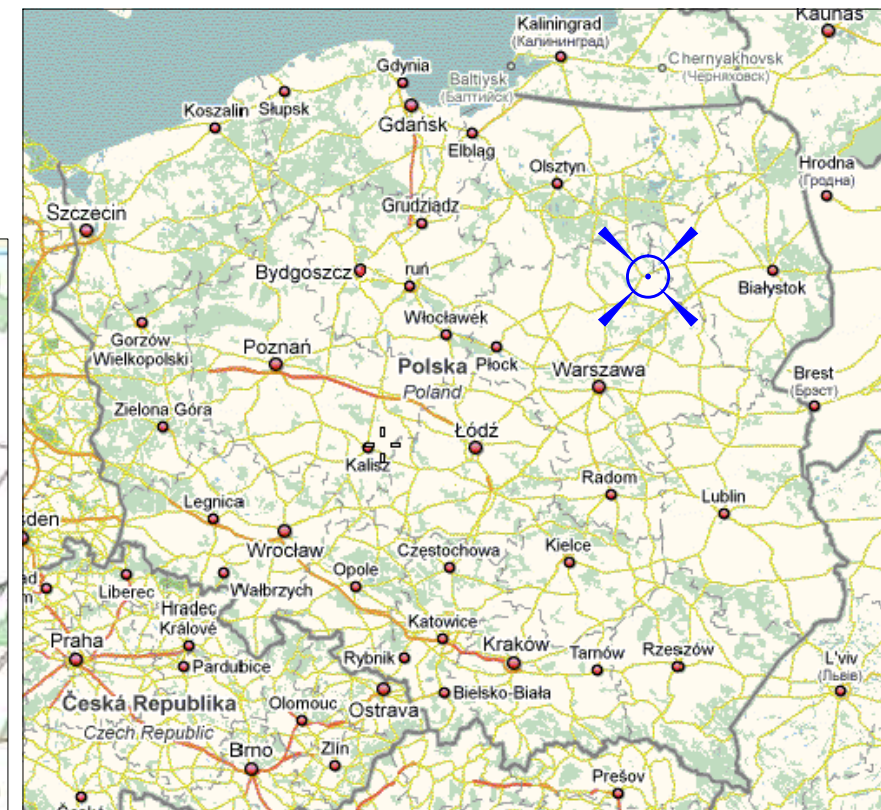 Kaunas
Kaliningrad
(Калининград)
Chernyakhovsk
(Черняховск)
Baltiysk
(Балтийск)
Gdynia
Koszalin
Słupsk
Gdańsk
Elbląg
Olsztyn
Hrodna
(Гродна)
Szczecin
Grudziądz
Bydgoszcz
ruń
Białystok
Włocławek
Gorzów
Wielkopolski
Poznań
Polska
Poland
Płock
Warszawa
Brest
(Брэст)
Zielona Góra
Łódź
Kalisz
Radom
Lublin
Legnica
sden
Wrocław
Częstochowa
Kielce
Opole
Wałbrzych
Liberec
ad
m
Hradec
Králové
Katowice
Kraków
Praha
Pardubice
Rybnik
Tarnów
Rzeszów
L'viv
(Львів)
Bielsko-Biała
Česká Republika
Czech Republic
Olomouc
Ostrava
Brno
Zlín
Prešov